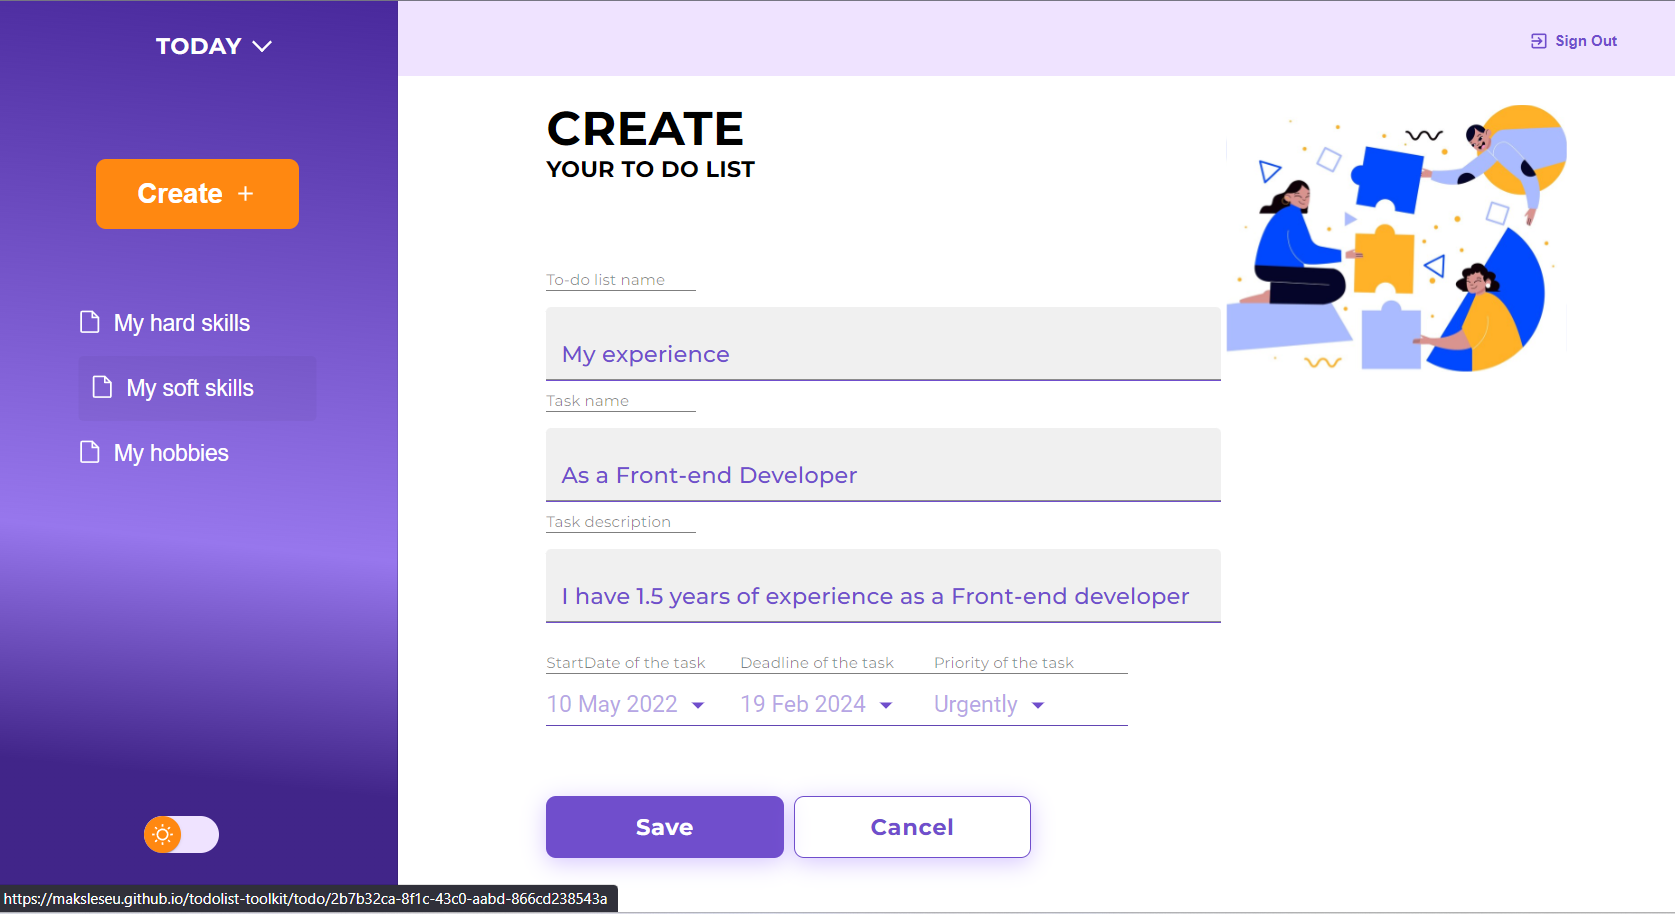 TODAY
Sign Out
Create +
My hard skills
My soft skills
My hobbies
CREATE
YOUR TO DO LIST
To-do list name
My experience
Task name
As a Front-end Developer
Task description
I have 1.5 years of experience as a Front-end developer
StartDate of the task Deadline of the task Priority of the task
10 May 2022 19 Feb 2024 Urgently
Save Cancel
https://maksleseu.github.io/todolist-toolkit/todo/2b7b32ca-8f1c-43c0-aabd-866cd238543a